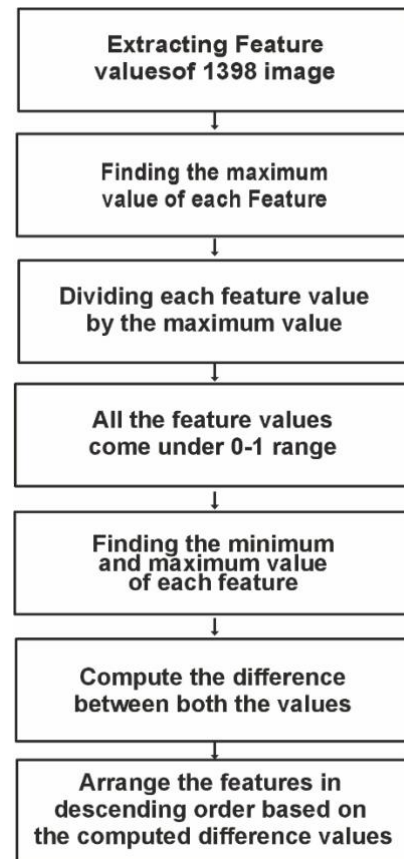 Extracting Feature
valuesof 1398 image
Finding the maximum
value of each Feature
Dividing each feature value
by the maximum value
All the feature values
come under 0-1 range
Finding the minimum
and maximum value
of each feature
Compute the difference
between both the values
Arrange the features in
descending order based on
the computed difference values